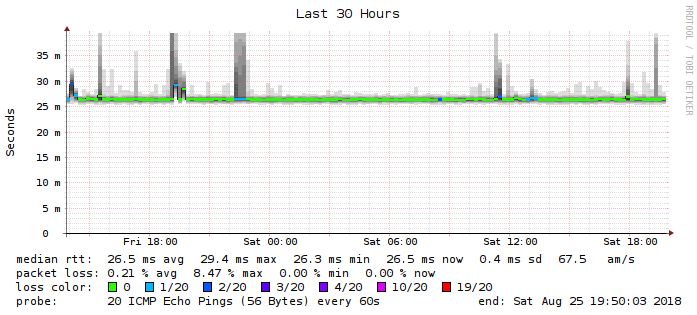 Last 30 Hours
RRDTOOL / TOBI OETIKER
Seconds
35 m
30 m
25 m
20 m
15 m
10 m
5 m
0
Fri 18:00 Sat 00:00 Sat 06:00 Sat 12:00 Sat 18:00
median rtt: 26.5 ms avg 29.4 ms max 26.3 ms min 26.5 ms now 0.4 ms sd 67.5 am/s
packet loss: 0.21 % avg 8.47 % max 0.00 % min 0.00 % now
loss color: 0 1/20 2/20 3/20 4/20 10/20 19/20
probe: 20 ICMP Echo Pings (56 Bytes) every 60s end: Sat Aug 25 19:50:03 2018